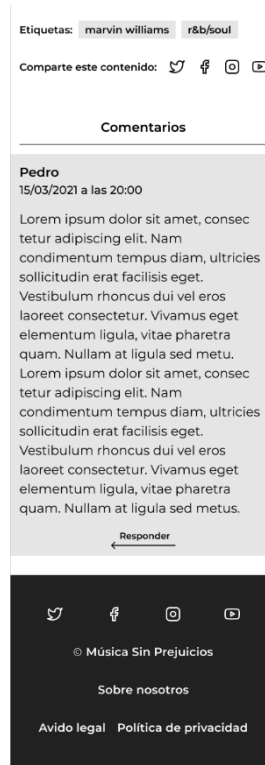 Etiquetas: marvin williams r&b/soul
Comparte este contenido:
Comentarios
Pedro
15/03/2021 a las 20:00
Lorem ipsum dolor sit amet, consec
tetur adipiscing elit. Nam
condimentum tempus diam, ultricies
sollicitudin erat facilisis eget.
Vestibulum rhoncus dui vel eros
laoreet consectetur. Vivamus eget
elementum ligula, vitae pharetra
quam. Nullam at ligula sed metu.
Lorem ipsum dolor sit amet, consec
tetur adipiscing elit. Nam
condimentum tempus diam, ultricies
sollicitudin erat facilisis eget.
Vestibulum rhoncus dui vel eros
laoreet consectetur. Vivamus eget
elementum ligula, vitae pharetra
quam. Nullam at ligula sed metus.
Responder
© Música Sin Prejuicios
Sobre nosotros
Avido legal Política de privacidad